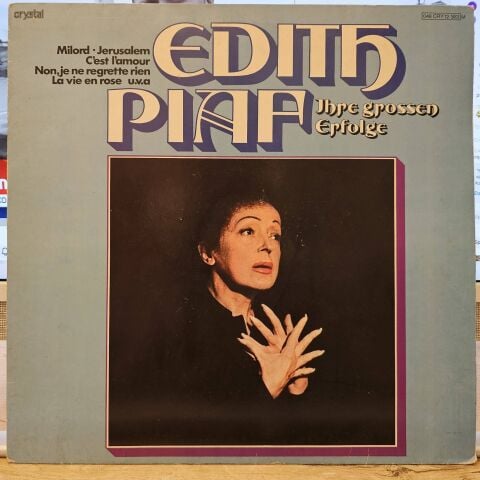 crystal
Milord · Jerusalem
C'est l'amour
Non, je ne regrette rien
La vie en rose u.v.a
EDITH
PIAF
Ihre grossen
Erfolge